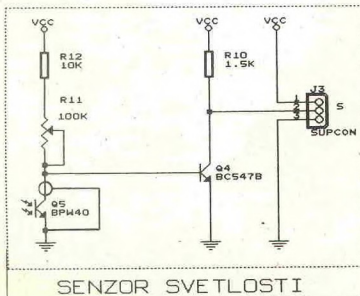 VCC
VCC
VCC
R12
10K
R10
1.5K
R11
100K
J3
1
2
3
S
SUPCON
Q4
BC547B
Q5
BPW40
SENZOR SVETLOSTI